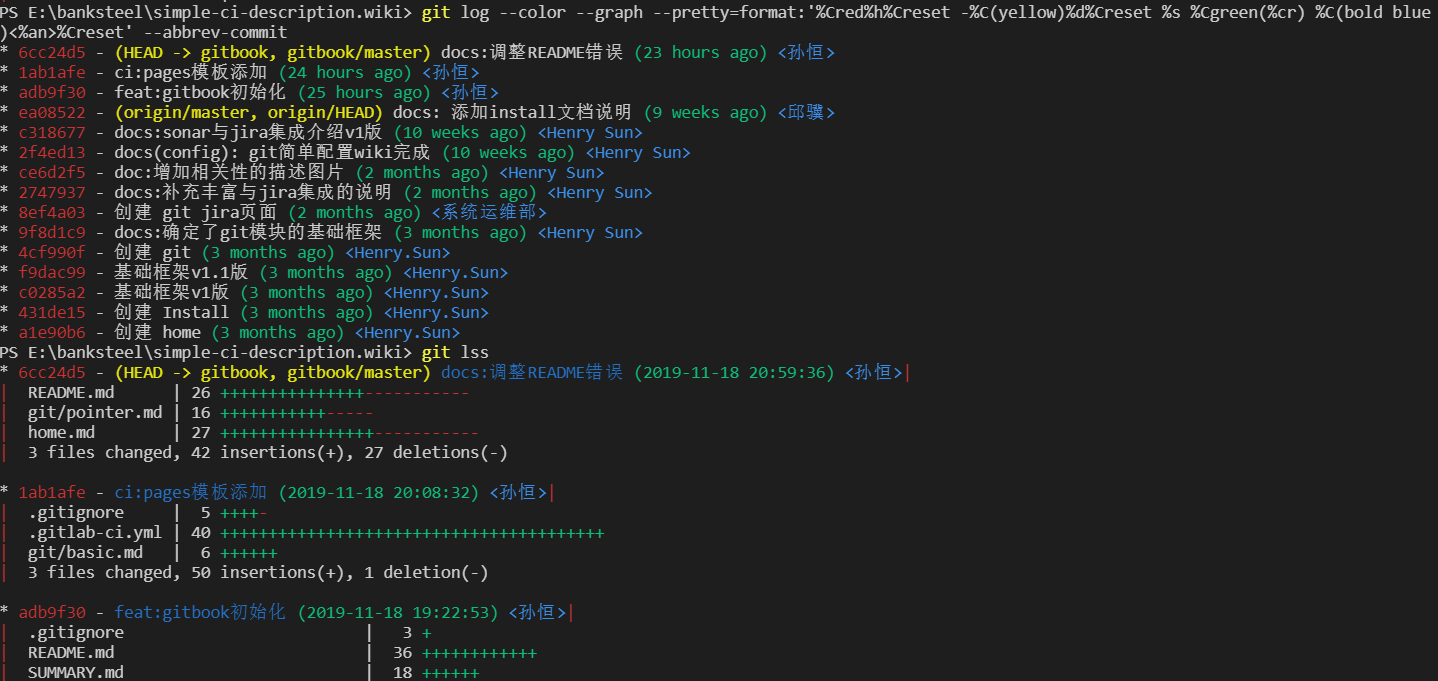 PS E:\banksteel\simple-ci-description.wiki> git log --color --graph --pretty=format:'%Cred%h%Creset -%C(yellow)%d%Creset %s %Cgreen(%cr) %C(bold blue
)<%an>%Creset' --abbrev-commit
* 6cc24d5 - (HEAD -> gitbook, gitbook/master) docs:调整README错误 (23 hours ago) <孙恒>
* 1ab1afe - ci:pages模板添加 (24 hours ago) <孙恒>
* adb9f30 - feat:gitbook初始化 (25 hours ago) <孙恒>
* ea08522 - (origin/master, origin/HEAD) docs: 添加install文档说明 (9 weeks ago) <邱骥>
* c318677 - docs:sonar与jira集成介绍v1版 (10 weeks ago) <Henry Sun>
* 2f4ed13 - docs(config): git简单配置wiki完成 (10 weeks ago) <Henry Sun>
* ce6d2f5 - doc:增加相关性的描述图片 (2 months ago) <Henry Sun>
* 2747937 - docs:补充丰富与jira集成的说明 (2 months ago) <Henry Sun>
* 8ef4a03 - 创建 git jira页面 (2 months ago) <系统运维部>
* 9f8d1c9 - docs:确定了git模块的基础框架 (3 months ago) <Henry Sun>
* 4cf990f - 创建 git (3 months ago) <Henry.Sun>
* f9dac99 - 基础框架v1.1版 (3 months ago) <Henry.Sun>
* c0285a2 - 基础框架v1版 (3 months ago) <Henry.Sun>
* 431de15 - 创建 Install (3 months ago) <Henry.Sun>
* a1e90b6 - 创建 home (3 months ago) <Henry.Sun>
PS E:\banksteel\simple-ci-description.wiki> git lss
* 6cc24d5 - (HEAD -> gitbook, gitbook/master) docs:调整README错误 (2019-11-18 20:59:36) <孙恒>|
| README.md | 26 +++++++++++++++-----------
| git/pointer.md | 16 +++++++++++-----
| home.md | 27 ++++++++++++++++-----------
| 3 files changed, 42 insertions(+), 27 deletions(-)
* 1ab1afe - ci:pages模板添加 (2019-11-18 20:08:32) <孙恒>|
| .gitignore | 5 ++++-
| .gitlab-ci.yml | 40 ++++++++++++++++++++++++++++++++++++++++
| git/basic.md | 6 ++++++
| 3 files changed, 50 insertions(+), 1 deletion(-)
* adb9f30 - feat:gitbook初始化 (2019-11-18 19:22:53) <孙恒>|
| .gitignore | 3 +
| README.md | 36 ++++++++++++
| SUMMARY.md | 18 ++++++